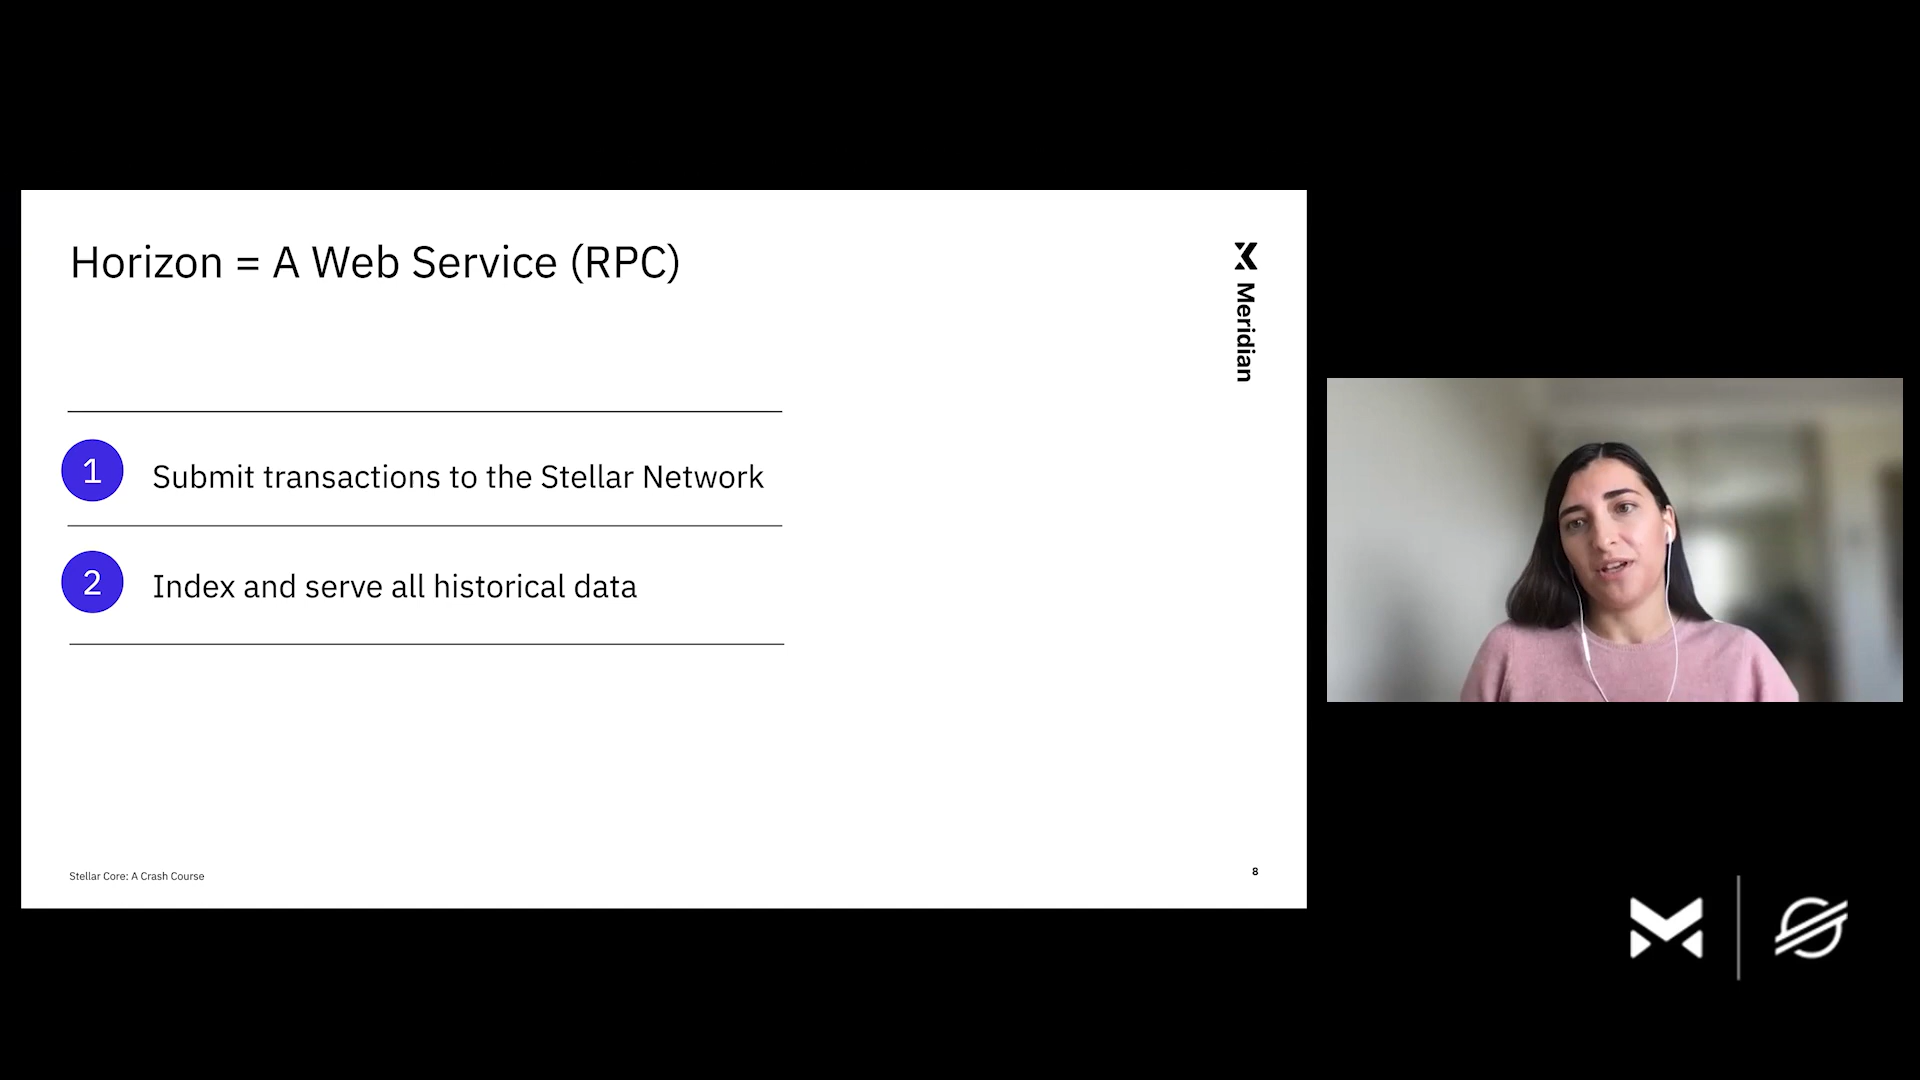 Horizon = A Web Service (RPC)
Meridian
1
Submit transactions to the Stellar Network
2
Index and serve all historical data
Stellar Core: A Crash Course
8